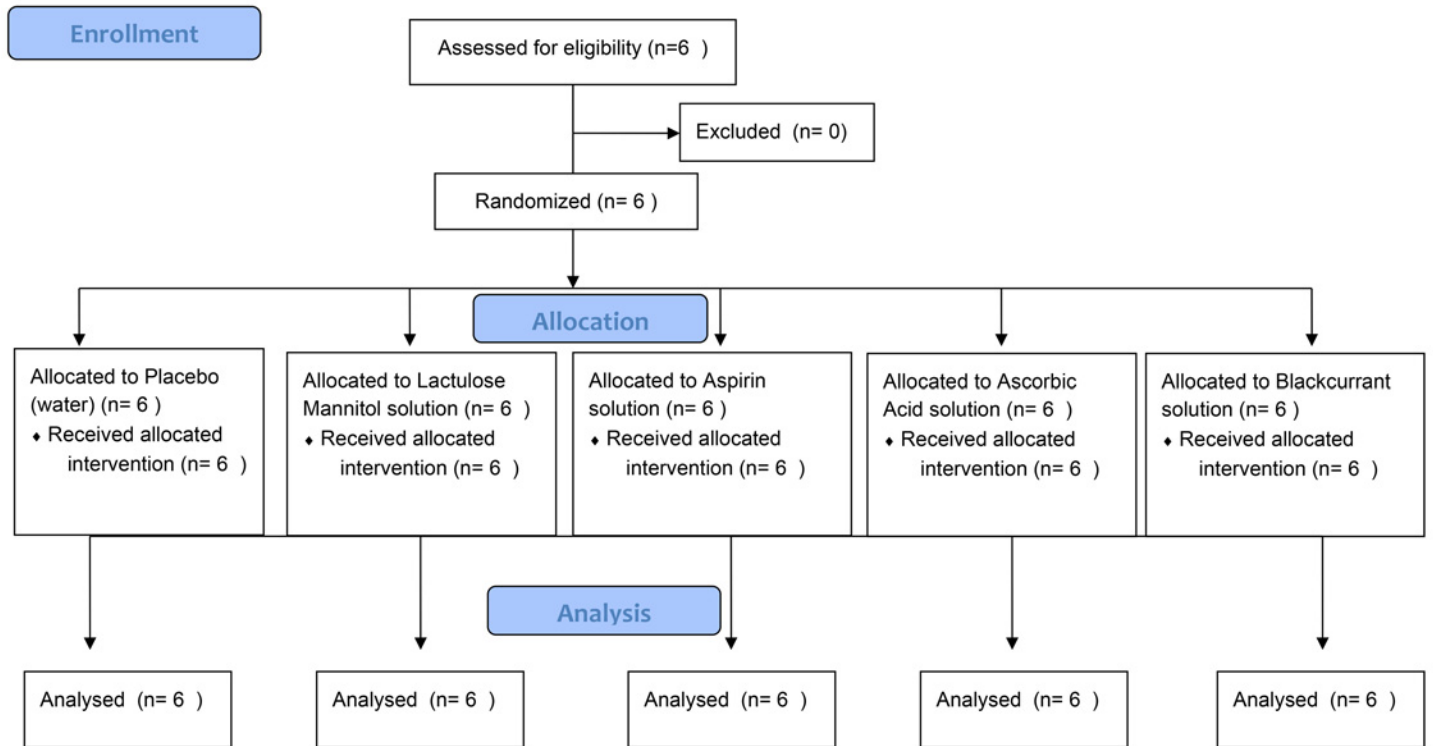 Enrollment
Assessed for eligibility (n=6 )
Excluded (n= 0)
Randomized (n= 6 )
Allocation
Allocated to Placebo
(water) (n= 6 )
♦ Received allocated
intervention (n= 6 )
Allocated to Lactulose
Mannitol solution (n= 6 )
♦ Received allocated
intervention (n= 6 )
Allocated to Aspirin
solution (n= 6 )
♦ Received allocated
intervention (n= 6 )
Allocated to Ascorbic
Acid solution (n= 6 )
♦ Received allocated
intervention (n= 6 )
Allocated to Blackcurrant
solution (n= 6 )
♦ Received allocated
intervention (n= 6 )
Analysis
Analysed (n= 6 )
Analysed (n= 6 )
Analysed (n= 6 )
Analysed (n= 6 )
Analysed (n= 6 )